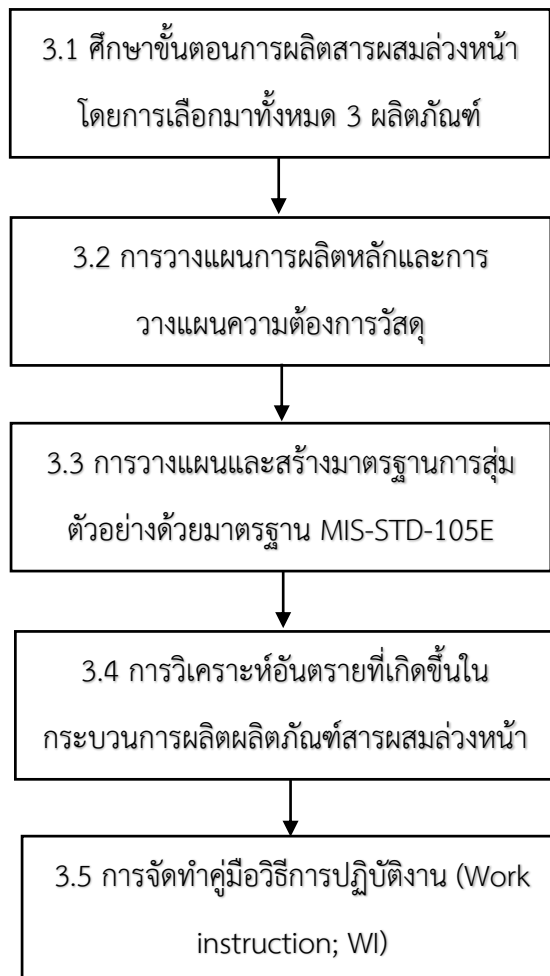 3.1 ศึกษาขั้นตอนการผลิตสารผสมล่วงหน้า
โดยการเลือกมาทั้งหมด 3 ผลิตภัณฑ์
3.2 การวางแผนการผลิตหลักและการ
วางแผนความต้องการวัสดุ
3.3 การวางแผนและสร้างมาตรฐานการสุ่ม
ตัวอย่างด้วยมาตรฐาน MIS-STD-105E
3.4 การวิเคราะห์อันตรายที่เกิดขึ้นใน
กระบวนการผลิตผลิตภัณฑ์สารผสมล่วงหน้า
3.5 การจัดทำคู่มือวิธีการปฏิบัติงาน (Work
instruction; WI)